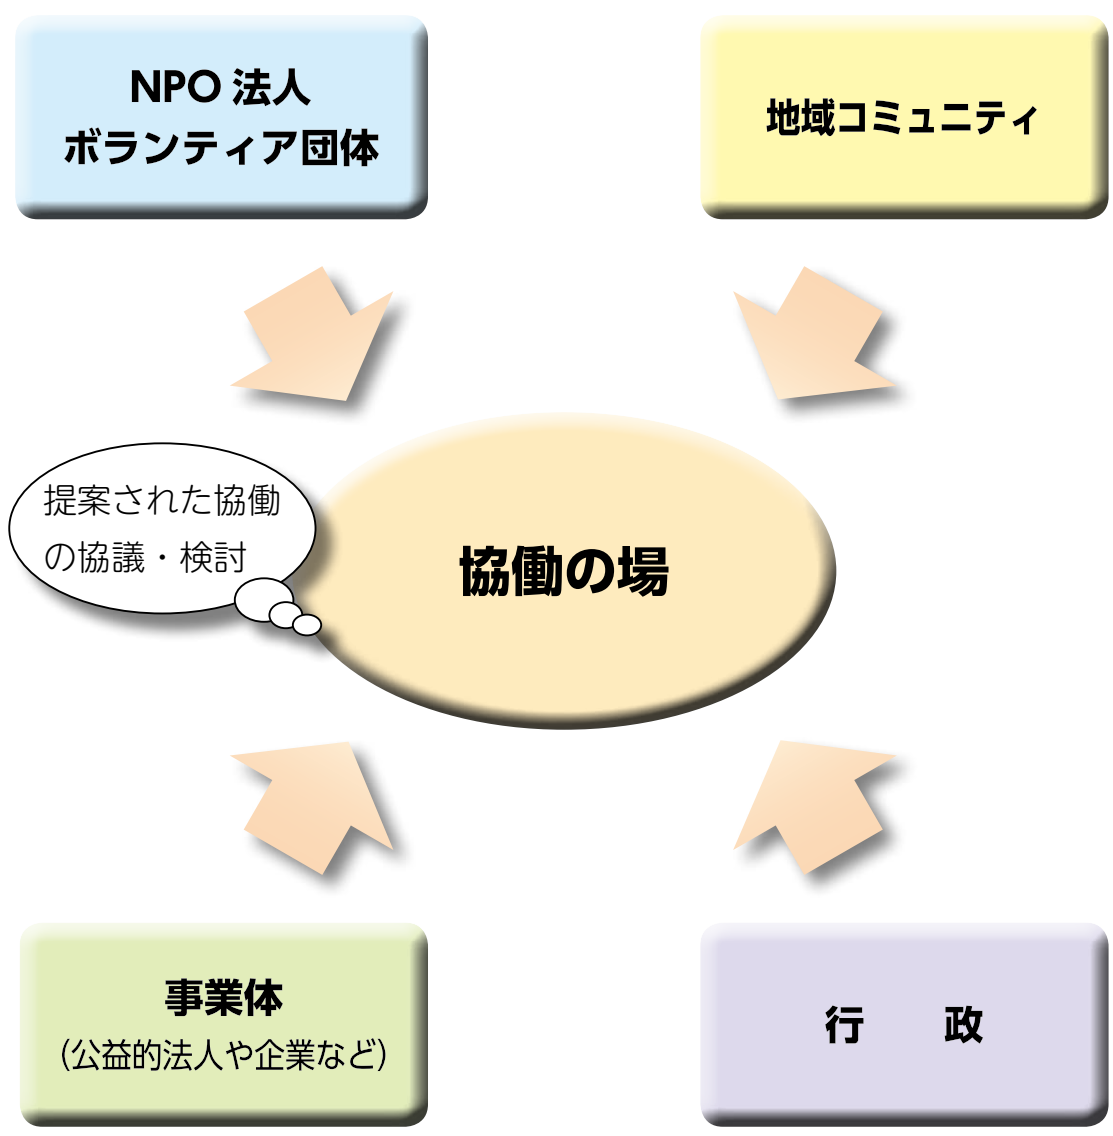 NPO 法人
ボランティア団体
地域コミュニティ
提案された協働
の協議・検討
協働の場
事業体
（公益的法人や企業など）
行　　政